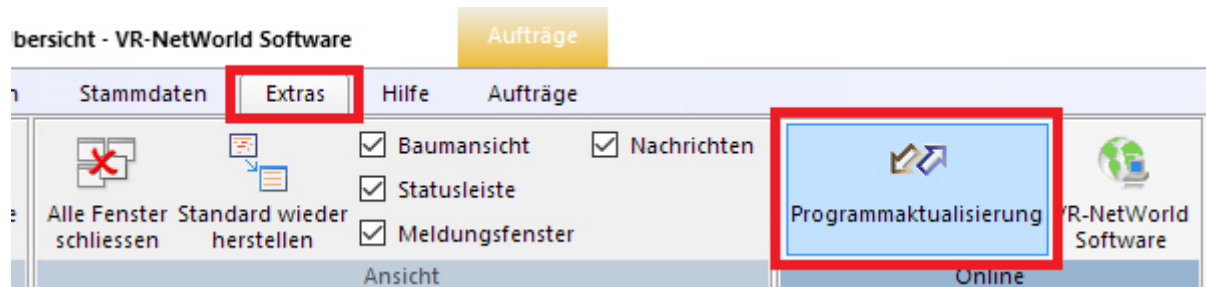 bersicht - VR-NetWorld Software
Aufträge
n Stammdaten Extras Hilfe Aufträge
Alle Fenster schliessen
Standard wieder herstellen
Baumansicht
Statusleiste
Meldungsfenster
Nachrichten
Programmaktualisierung
VR-NetWorld
Software
Ansicht
Online